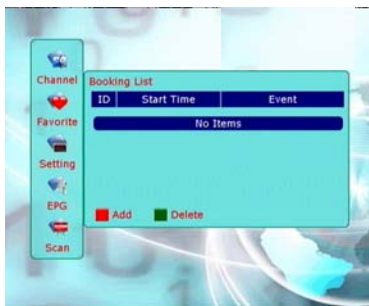 Channel
Favorite
Setting
EPG
Scan
Booking List
ID Start Time Event
No Items
Add Delete